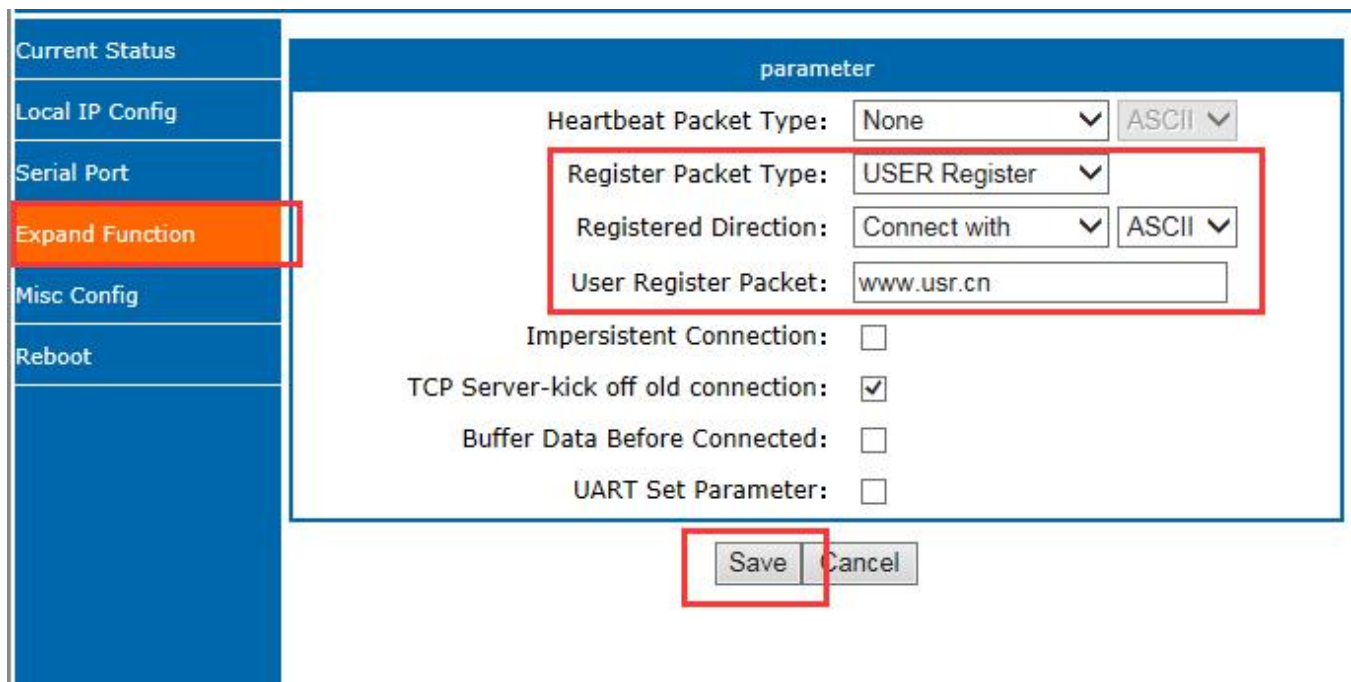 Current Status
Local IP Config
Serial Port
Expand Function
Misc Config
Reboot
parameter
Heartbeat Packet Type: None ASCII
Register Packet Type: USER Register
Registered Direction: Connect with ASCII
User Register Packet: www.usr.cn
Impersistent Connection:
TCP Server-kick off old connection:
Buffer Data Before Connected:
UART Set Parameter:
Save Cancel